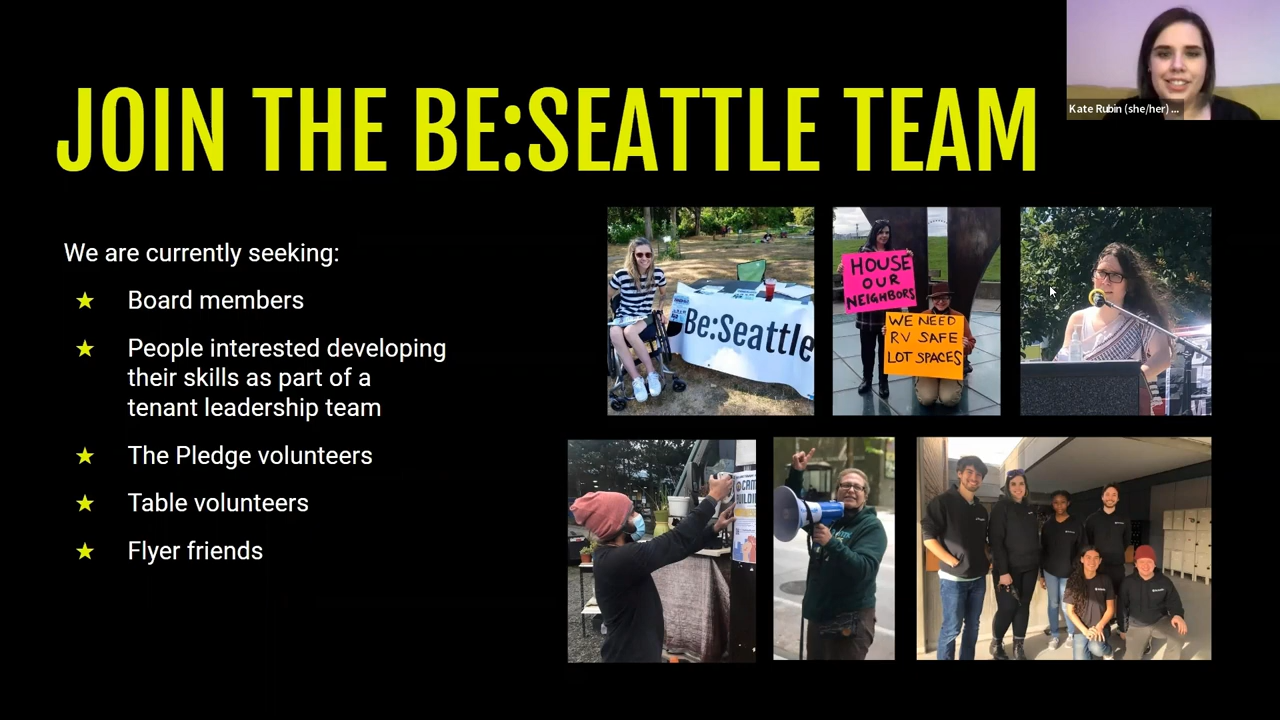 JOIN THE BE:SEATTLE TEAM
Kate Rubin (she/her) ...
We are currently seeking:
★ Board members
★ People interested developing
their skills as part of a
tenant leadership team
★ The Pledge volunteers
★ Table volunteers
★ Flyer friends
Be:Seattle
HOUSE
OUR
NEIGHBORS
WE NEED
RV SAFE
LOT SPACES